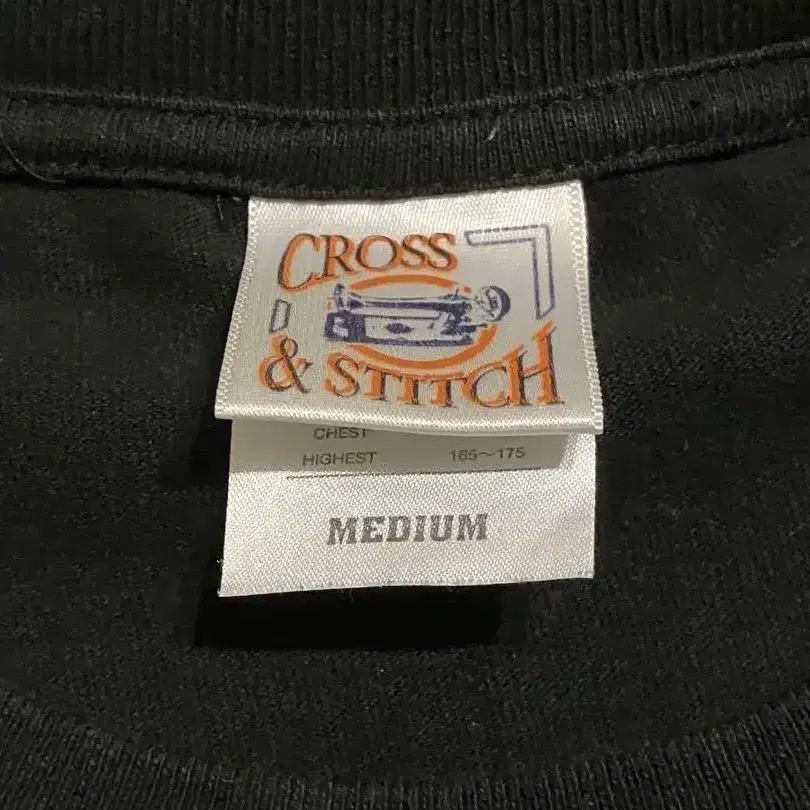 CROSS
& STITCH
CHEST
HIGHEST 165~175
MEDIUM